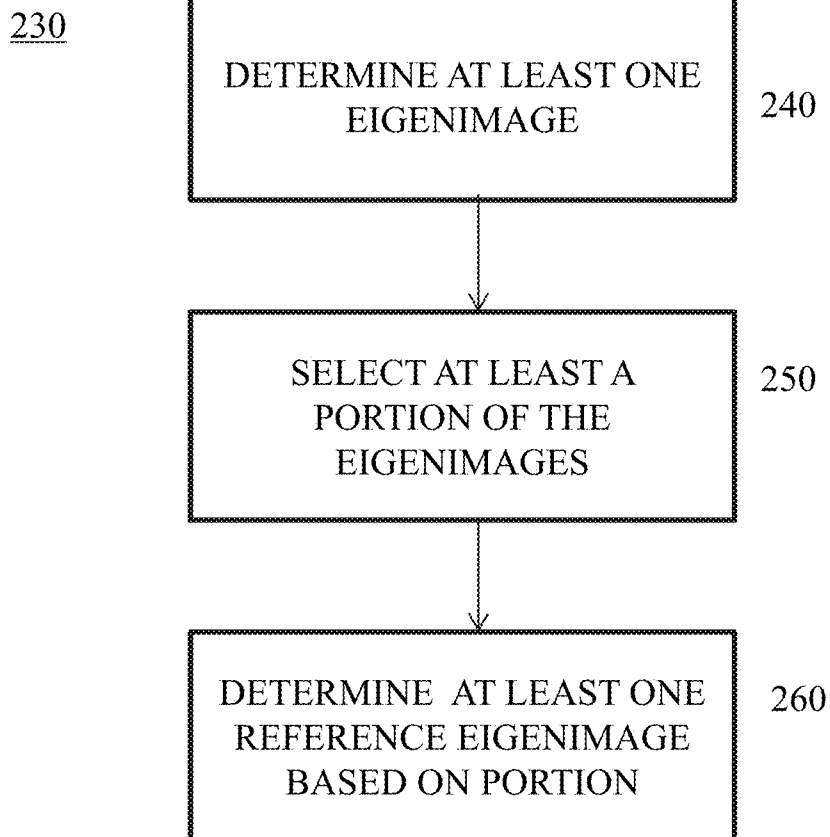 230
DETERMINE AT LEAST ONE
EIGENIMAGE
240
SELECT AT LEAST A
PORTION OF THE
EIGENIMAGES
250
DETERMINE AT LEAST ONE
REFERENCE EIGENIMAGE
BASED ON PORTION
260